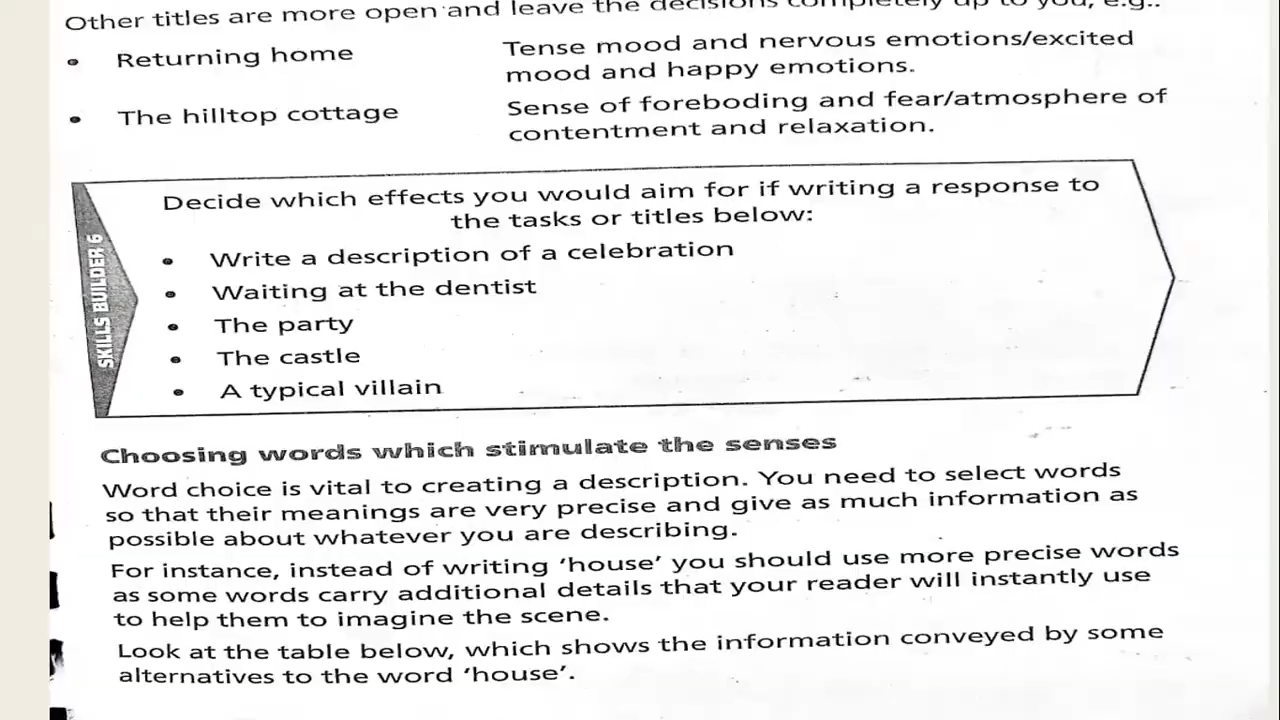 Other titles are more open and leave the decisions completely up to you, e.g.:
• Returning home Tense mood and nervous emotions/excited
mood and happy emotions.
• The hilltop cottage Sense of foreboding and fear/atmosphere of
contentment and relaxation.
SKILLS BUILDER 6
Decide which effects you would aim for if writing a response to
the tasks or titles below:
• Write a description of a celebration
• Waiting at the dentist
• The party
• The castle
• A typical villain
Choosing words which stimulate the senses
Word choice is vital to creating a description. You need to select words
so that their meanings are very precise and give as much information as
possible about whatever you are describing.
For instance, instead of writing ‘house’ you should use more precise words
as some words carry additional details that your reader will instantly use
to help them to imagine the scene.
Look at the table below, which shows the information conveyed by some
alternatives to the word ‘house’.